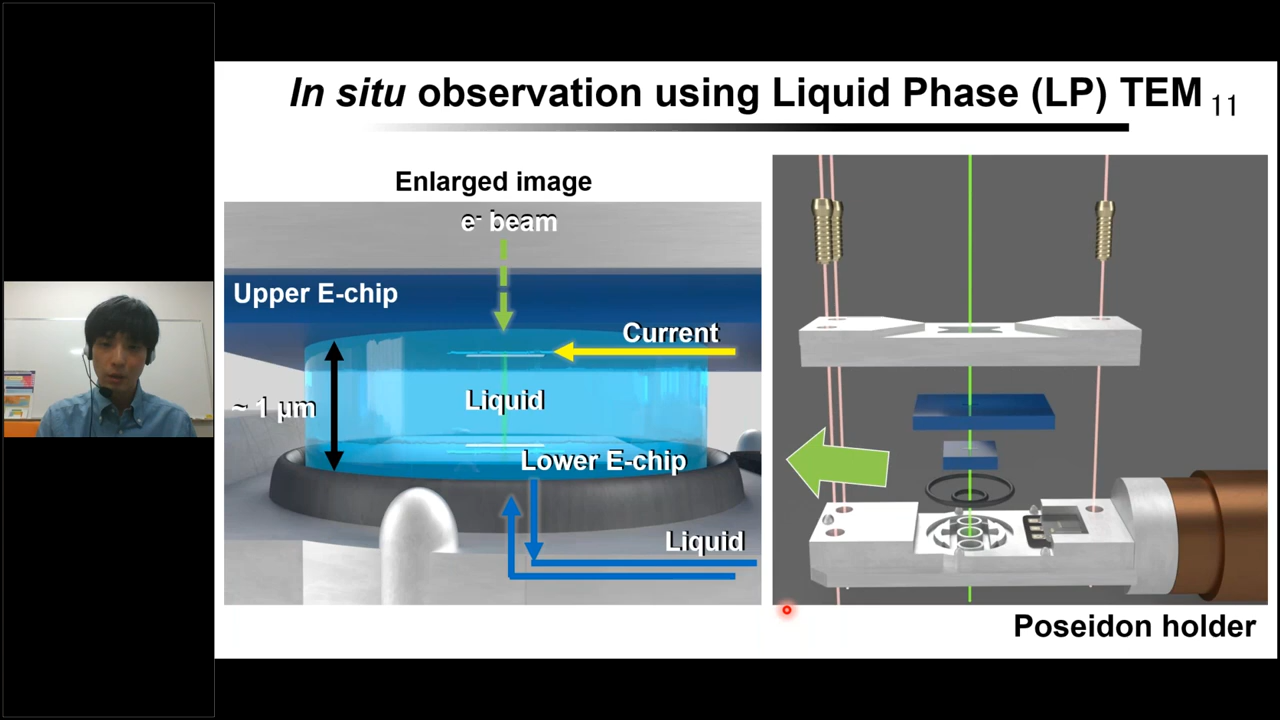 In situ observation using Liquid Phase (LP) TEM 11
Enlarged image
e- beam
Upper E-chip
Current
Liquid
~ 1 μm
Lower E-chip
Liquid
Poseidon holder